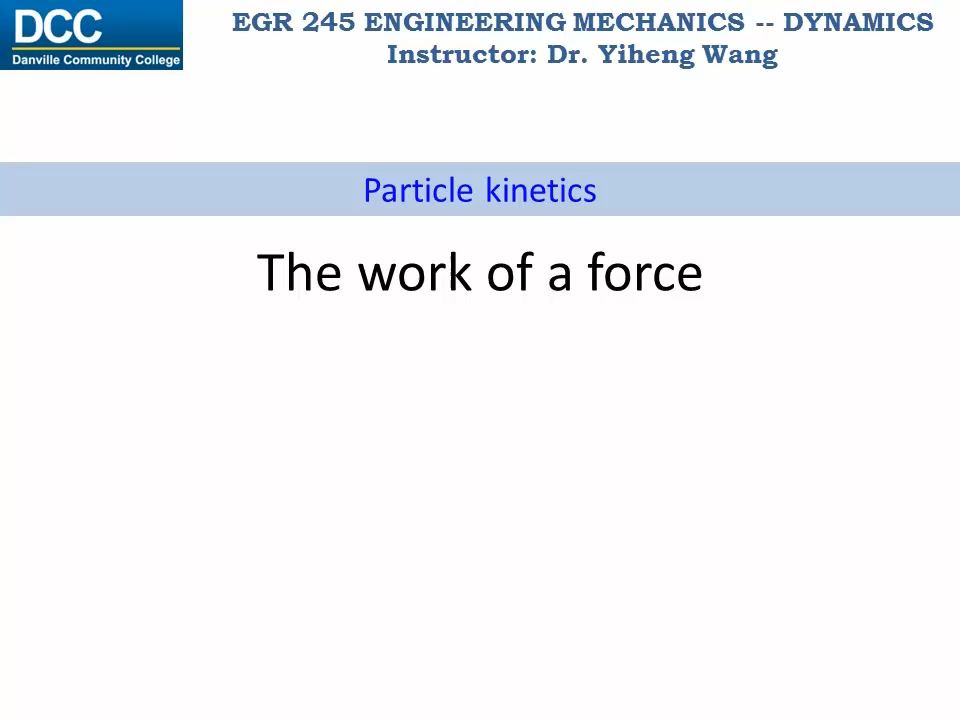 DCC
Danville Community College
EGR 245 ENGINEERING MECHANICS -- DYNAMICS
Instructor: Dr. Yiheng Wang
Particle kinetics
The work of a force